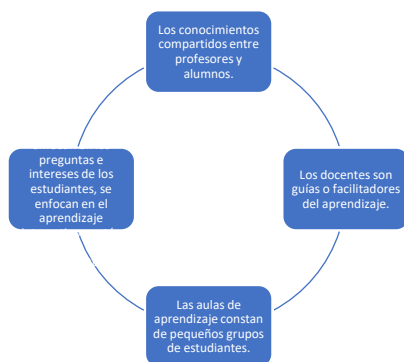 Los conocimientos
compartidos entre
profesores y
alumnos.
Los docentes son
guías o facilitadores
del aprendizaje.
Las aulas de
aprendizaje constan
de pequeños grupos
de estudiantes.
preguntas e
intereses de los
estudiantes, se
enfocan en el
aprendizaje